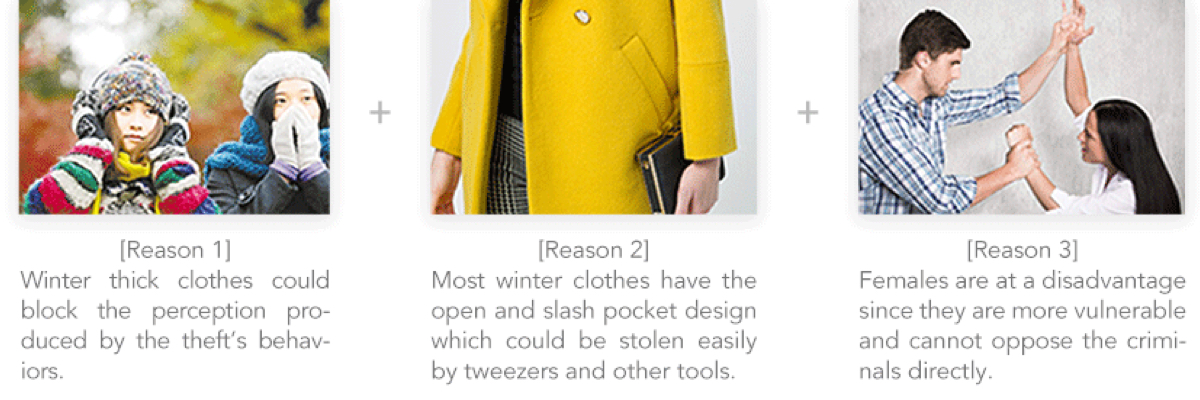 +
+
[Reason 1]
Winter thick clothes could
block the perception pro-
duced by the theft's behav-
iors.
[Reason 2]
Most winter clothes have the
open and slash pocket design
which could be stolen easily
by tweezers and other tools.
[Reason 3]
Females are at a disadvantage
since they are more vulnerable
and cannot oppose the crimi-
nals directly.